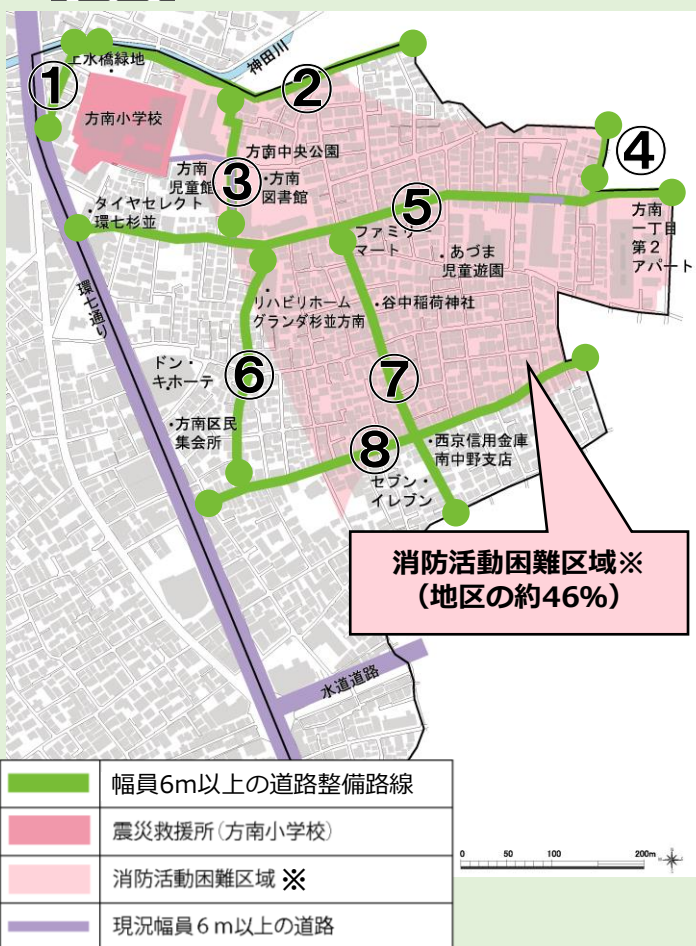 上水橋緑地
神田川
①
②
方南小学校
方南中央公園
④
方南
児童館
③
・方南
図書館
⑤
・タイヤセレクト
環七杉並
ファミリー
マート
・あづま
児童遊園
方南
一丁目
第2
アパート
環七通り
リハビリホーム
グランダ杉並方南
・谷中稲荷神社
ドン・
キホーテ
⑥
⑦
・方南区民
集会所
⑧
・西京信用金庫
南中野支店
セブン・
イレブン
消防活動困難区域※
(地区の約46%)
水道道路
幅員6m以上の道路整備路線
震災救援所(方南小学校)
消防活動困難区域 ※
現況幅員6m以上の道路
0 50 100 200m